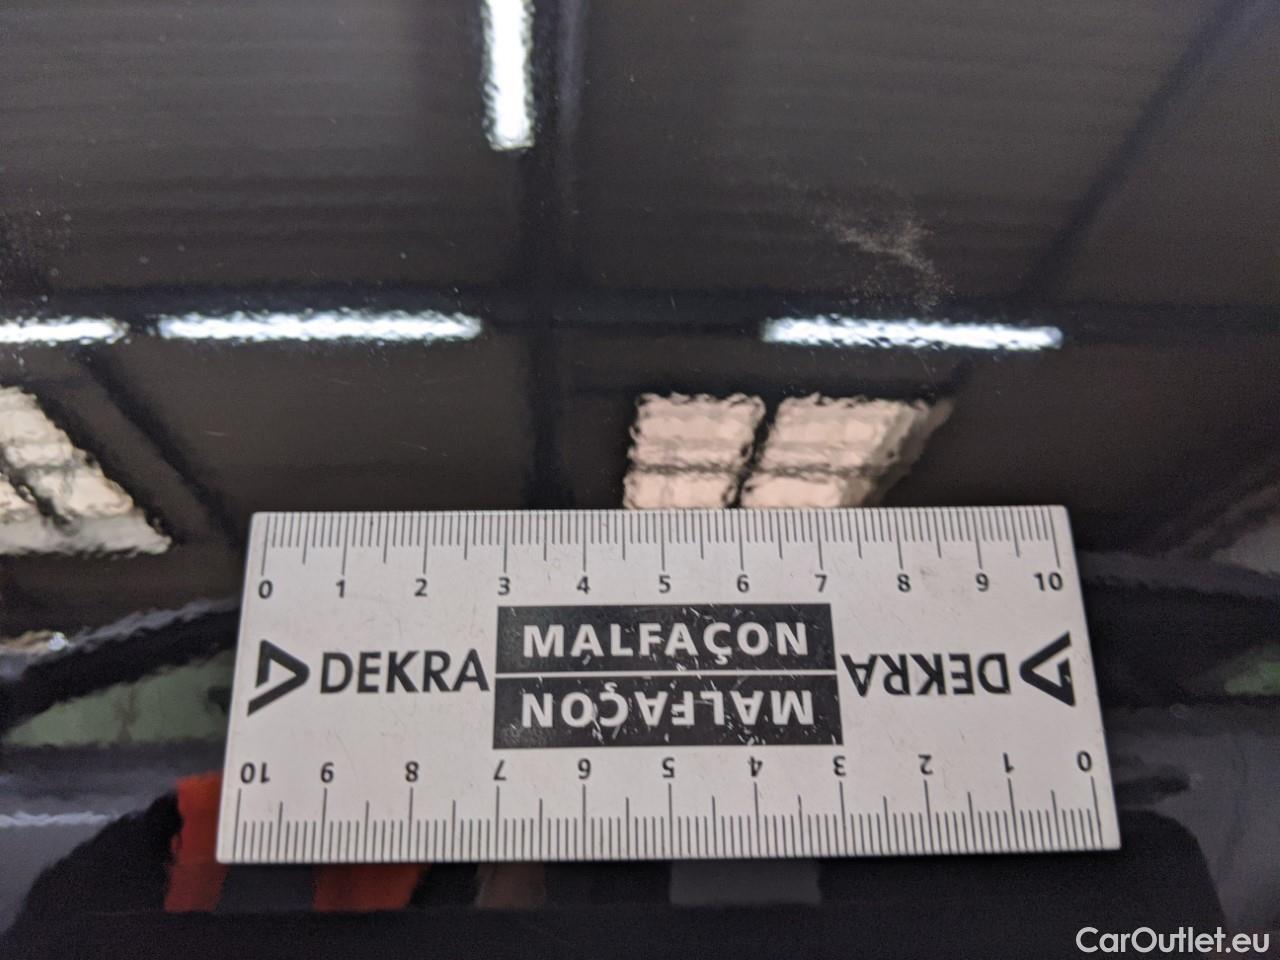 0 1 2 3 4 5 6 7 8 9 10
DEKRA MALFAÇON DEKRA
MALFAÇON
10 9 8 7 6 5 4 3 2 1 0
CarOutlet.eu